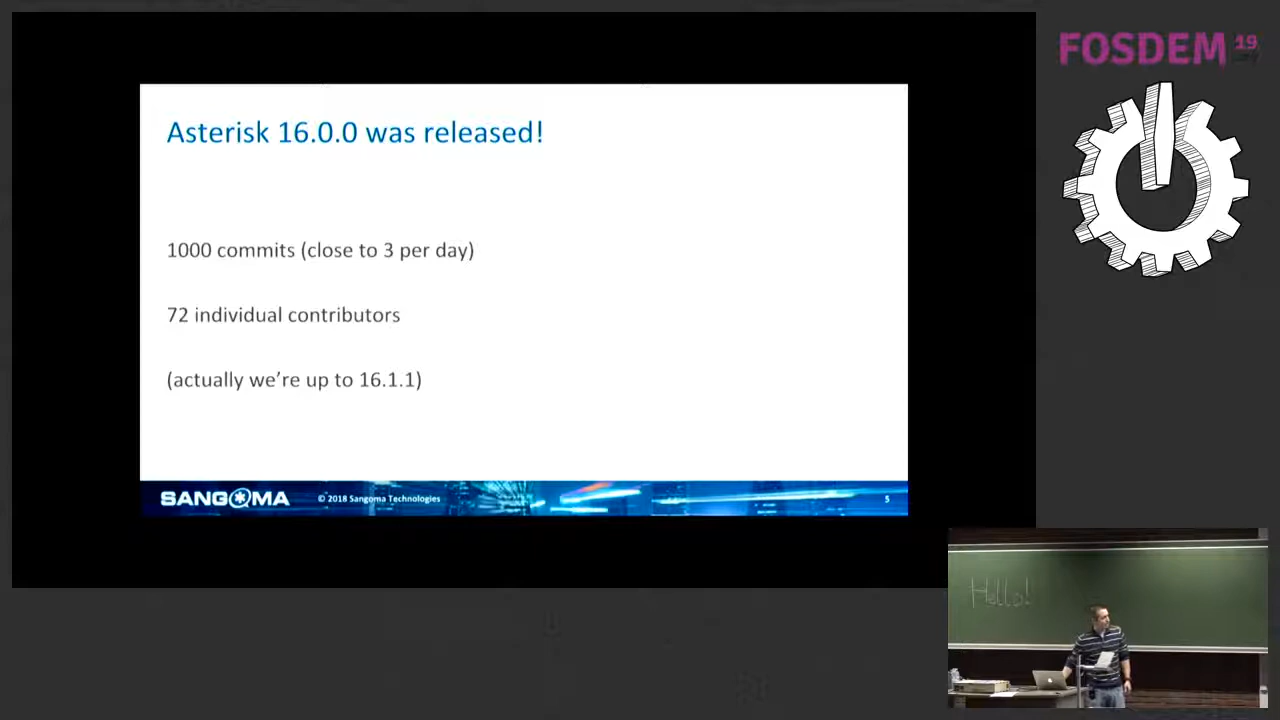 FOSDEM 19
Asterisk 16.0.0 was released!
1000 commits (close to 3 per day)
72 individual contributors
(actually we're up to 16.1.1)
SANGOMA © 2018 Sangoma Technologies 5
Hello!